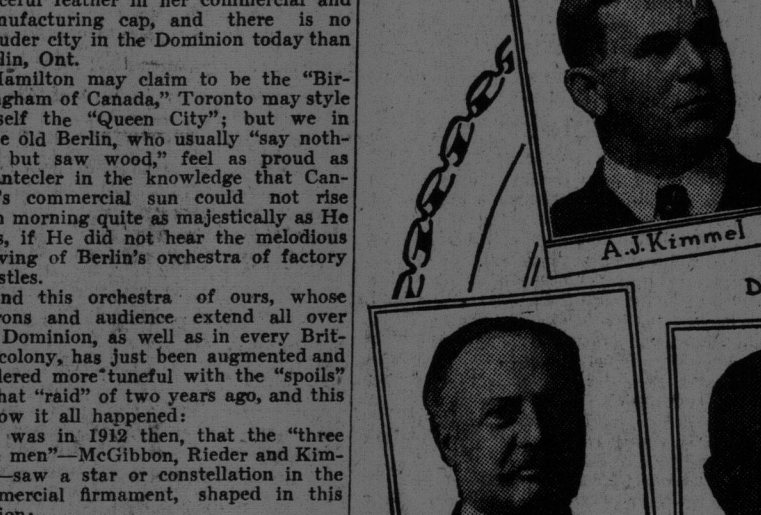 ceful feather in her commercial and
nufacturing cap, and there is no
uder city in the Dominion today than
lin, Ont.
Hamilton may claim to be the “Bir-
ngham of Canada,” Toronto may style
self the “Queen City”; but we in
e old Berlin, who usually “say noth-
but saw wood,” feel as proud as
ntecler in the knowledge that Can-
’s commercial sun could not rise
h morning quite as majestically as He
s, if He did not hear the melodious
wing of Berlin’s orchestra of factory
stles.
nd this orchestra of ours, whose
rons and audience extend all over
Dominion, as well as in every Brit-
colony, has just been augmented and
dered more tuneful with the “spoils”
hat “raid” of two years ago, and this
ow it all happened:
was in 1912 then, that the “three
men”—McGibbon, Rieder and Kim-
—saw a star or constellation in the
mercial firmament, shaped in this
A.J.Kimmel
D